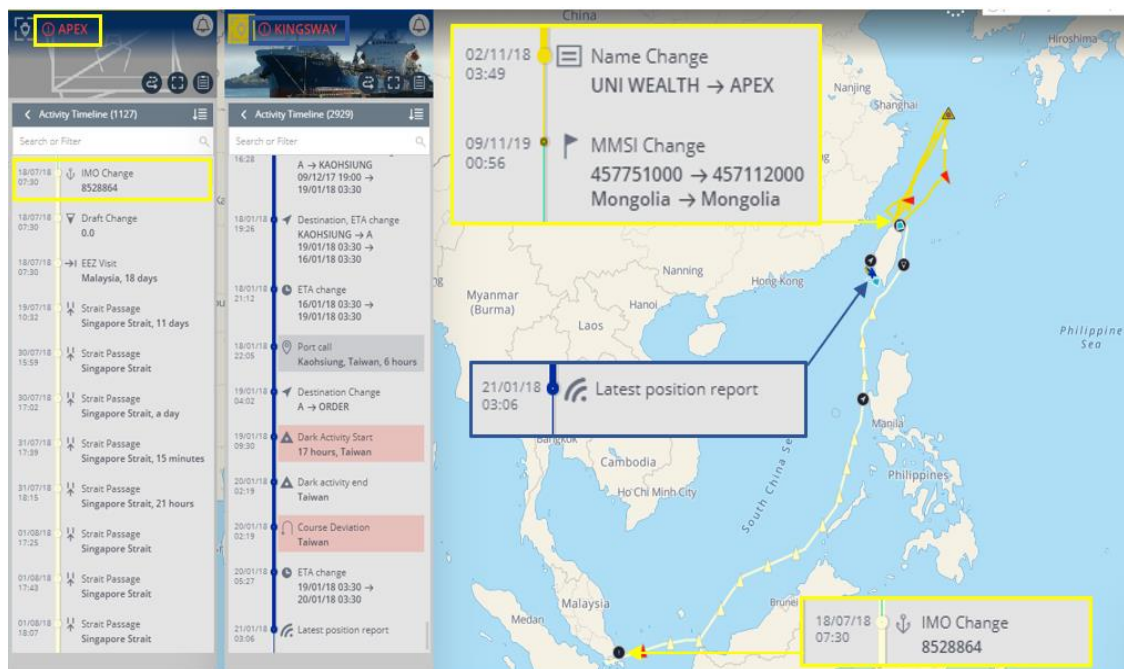 APEX
Activity Timeline (1127)
Search or Filter
18/07/18
07:30
IMO Change
8528864
18/07/18
07:30
Draft Change
0.0
18/07/18
07:30
EEZ Visit
Malaysia, 18 days
19/07/18
10:32
Strait Passage
Singapore Strait, 11 days
30/07/18
15:59
Strait Passage
Singapore Strait
30/07/18
17:02
Strait Passage
Singapore Strait, a day
31/07/18
17:39
Strait Passage
Singapore Strait, 15 minutes
31/07/18
18:15
Strait Passage
Singapore Strait, 21 hours
01/08/18
17:25
Strait Passage
Singapore Strait
01/08/18
17:43
Strait Passage
Singapore Strait
01/08/18
18:07
Strait Passage
Singapore Strait
KINGSWAY
Activity Timeline (2929)
Search or Filter
16:28
A → KAOHSIUNG
09/12/17 19:00 →
19/01/18 03:30
18/01/18
19:26
Destination, ETA change
KAOHSIUNG → A
19/01/18 03:30 →
16/01/18 03:30
18/01/18
21:12
ETA change
16/01/18 03:30 →
19/01/18 03:30
18/01/18
22:05
Port call
Kaohsiung, Taiwan, 6 hours
19/01/18
04:02
Destination Change
A → ORDER
19/01/18
09:30
Dark Activity Start
17 hours, Taiwan
20/01/18
02:19
Dark activity end
Taiwan
20/01/18
02:19
Course Deviation
Taiwan
20/01/18
05:27
ETA change
19/01/18 03:30 →
20/01/18 03:30
21/01/18
03:06
Latest position report
02/11/18
03:49
Name Change
UNI WEALTH → APEX
09/11/19
00:56
MMSI Change
457751000 → 457112000
Mongolia → Mongolia
21/01/18
03:06
Latest position report
18/07/18
07:30
IMO Change
8528864
China
Hiroshima
Nanjing
Shanghai
Nanning
Hong Kong
Myanmar
(Burma)
Hanoi
Laos
Philippine
Sea
Bangkok
Manila
Cambodia
Ho Chi Minh City
Philippines
South China Sea
Malaysia
Brunei
Medan